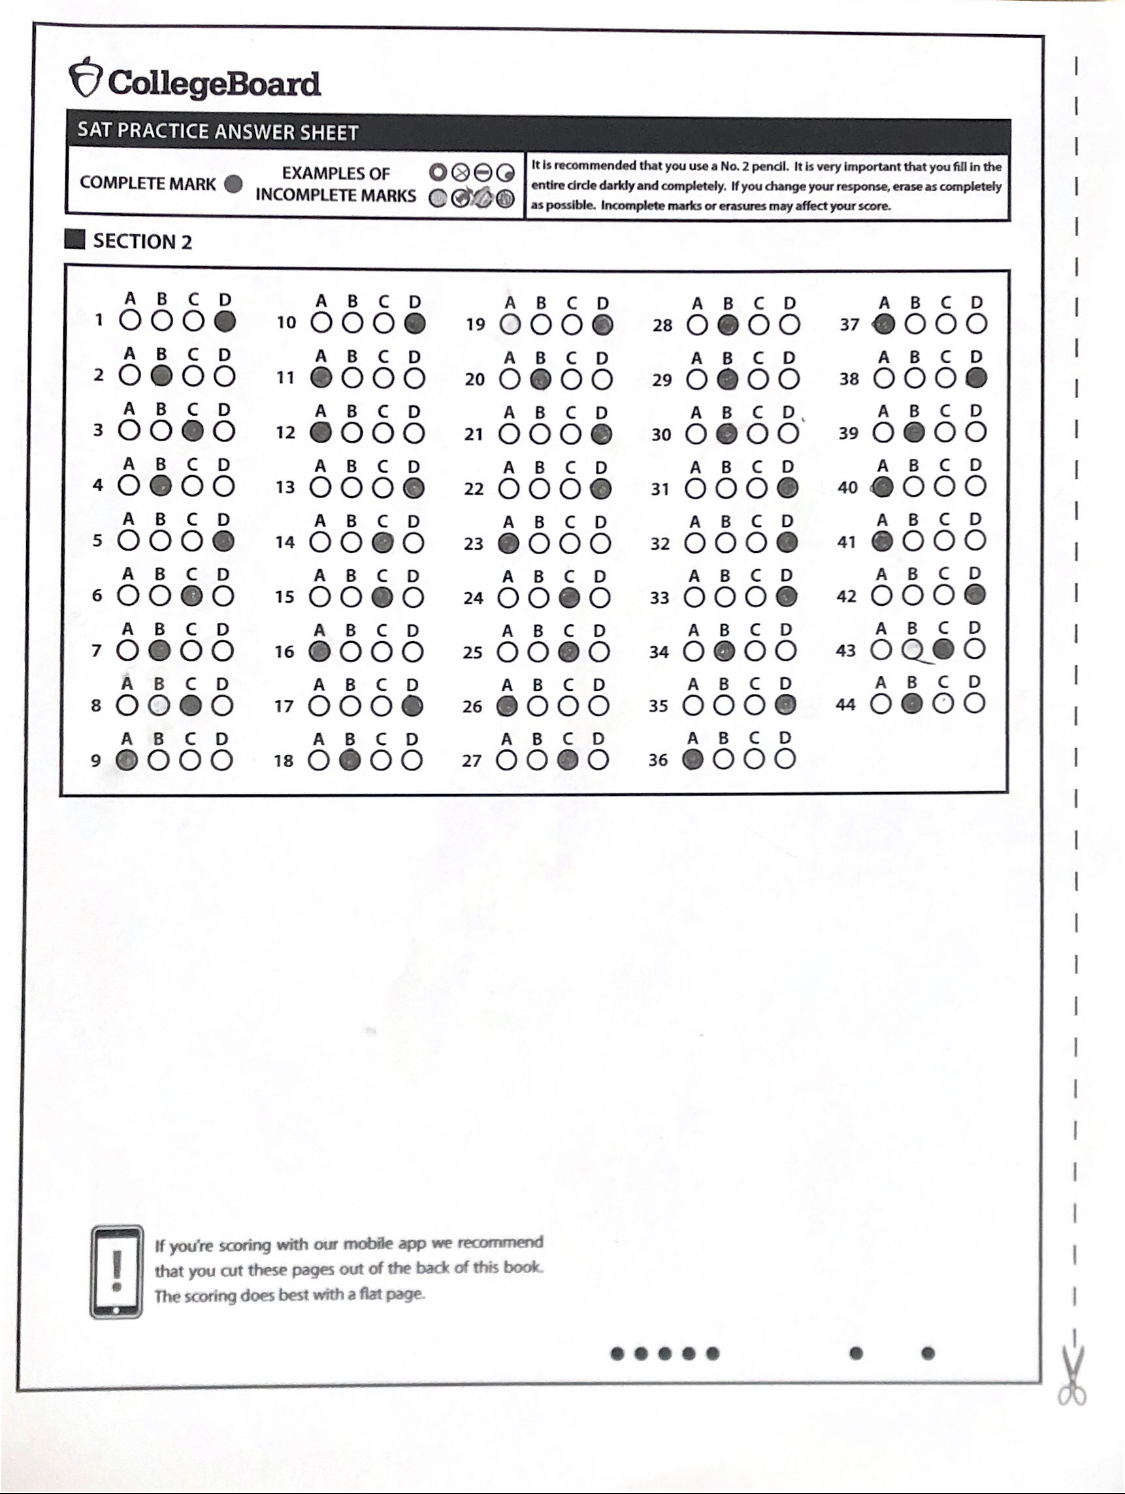 CollegeBoard
SAT PRACTICE ANSWER SHEET
COMPLETE MARK
EXAMPLES OF
INCOMPLETE MARKS
It is recommended that you use a No. 2 pencil. It is very important that you fill in the
entire circle darkly and completely. If you change your response, erase as completely
as possible. Incomplete marks or erasures may affect your score.
SECTION 2
A B C D
1
A B C D
2
A B C D
3
A B C D
4
A B C D
5
A B C D
6
A B C D
7
A B C D
8
A B C D
9
A B C D
10
A B C D
11
A B C D
12
A B C D
13
A B C D
14
A B C D
15
A B C D
16
A B C D
17
A B C D
18
A B C D
19
A B C D
20
A B C D
21
A B C D
22
A B C D
23
A B C D
24
A B C D
25
A B C D
26
A B C D
27
A B C D
28
A B C D
29
A B C D
30
A B C D
31
A B C D
32
A B C D
33
A B C D
34
A B C D
35
A B C D
36
A B C D
37
A B C D
38
A B C D
39
A B C D
40
A B C D
41
A B C D
42
A B C D
43
A B C D
44
If you're scoring with our mobile app we recommend
that you cut these pages out of the back of this book.
The scoring does best with a flat page.